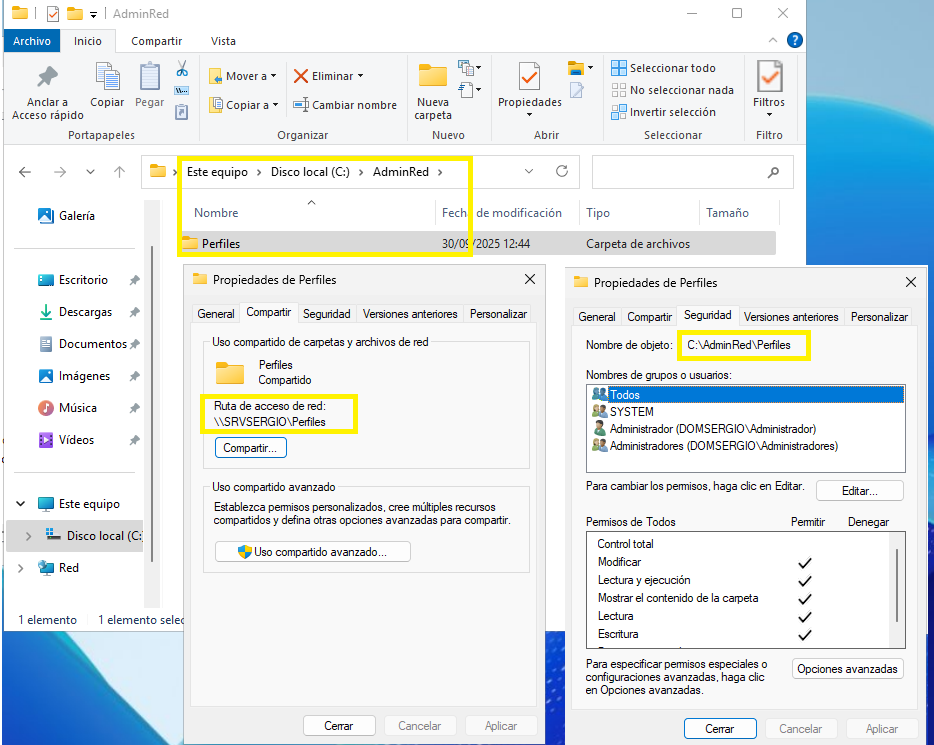 AdminRed
Archivo Inicio Compartir Vista
Anclar a
Acceso rápido
Copiar
Pegar
Mover a
Copiar a
Eliminar
Cambiar nombre
Nueva
carpeta
Propiedades
Seleccionar todo
No seleccionar nada
Invertir selección
Filtros
Portapapeles Organizar Nuevo Abrir Seleccionar Filtro
Este equipo > Disco local (C:) > AdminRed >
Nombre Fecha de modificación Tipo Tamaño
Perfiles 30/09/2025 12:44 Carpeta de archivos
Galería
Escritorio
Descargas
Documentos
Imágenes
Música
Vídeos
Este equipo
Disco local (C:
Red
1 elemento 1 elemento selec
Propiedades de Perfiles
General Compartir Seguridad Versiones anteriores Personalizar
Uso compartido de carpetas y archivos de red
Perfiles
Compartido
Ruta de acceso de red:
\\SRVSERGIO\Perfiles
Compartir...
Uso compartido avanzado
Establezca permisos personalizados, cree múltiples recursos
compartidos y defina otras opciones avanzadas para compartir.
Uso compartido avanzado...
Cerrar Cancelar Aplicar
Propiedades de Perfiles
General Compartir Seguridad Versiones anteriores Personalizar
Nombre de objeto: C:\AdminRed\Perfiles
Nombres de grupos o usuarios:
Todos
SYSTEM
Administrador (DOMSERGIO\Administrador)
Administradores (DOMSERGIO\Administradores)
Para cambiar los permisos, haga clic en Editar.
Editar...
Permisos de Todos Permitir Denegar
Control total
Modificar
Lectura y ejecución
Mostrar el contenido de la carpeta
Lectura
Escritura
Para especificar permisos especiales o
configuraciones avanzadas, haga clic
en Opciones avanzadas.
Opciones avanzadas
Cerrar Cancelar Aplicar